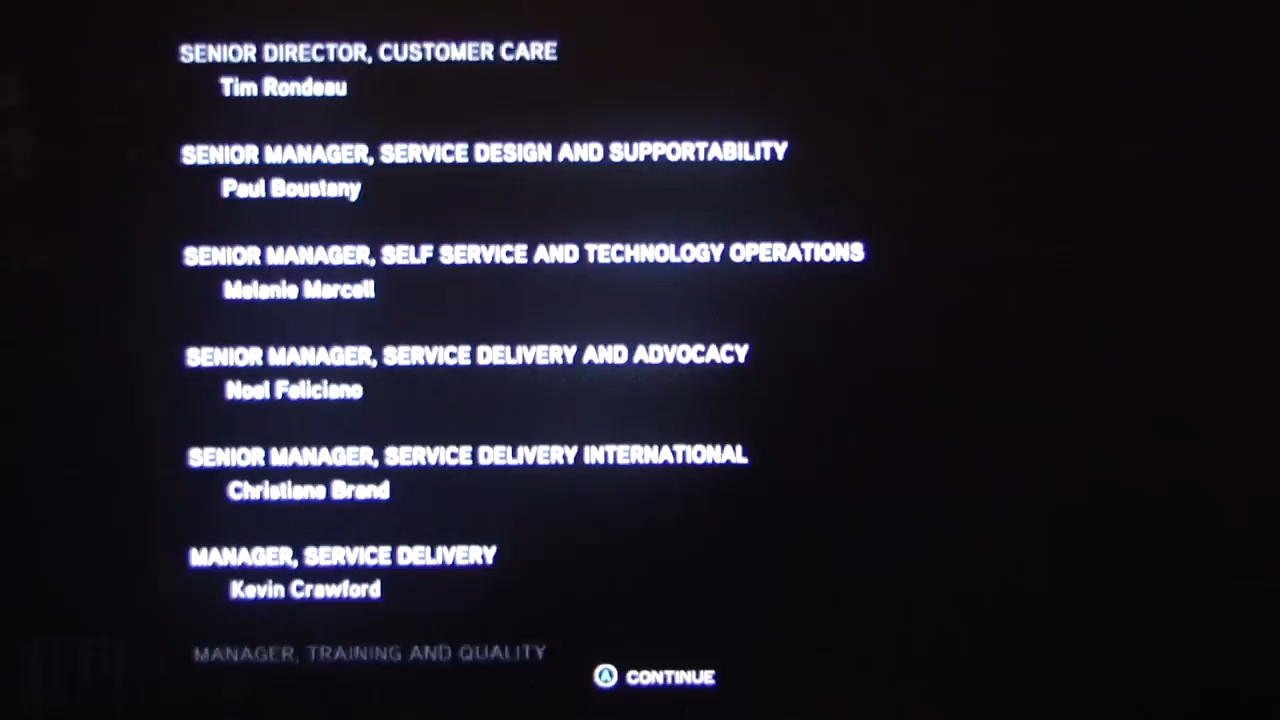 SENIOR DIRECTOR, CUSTOMER CARE
Tim Rondeau
SENIOR MANAGER, SERVICE DESIGN AND SUPPORTABILITY
Paul Boustany
SENIOR MANAGER, SELF SERVICE AND TECHNOLOGY OPERATIONS
Melanie Marcell
SENIOR MANAGER, SERVICE DELIVERY AND ADVOCACY
Noel Feliciano
SENIOR MANAGER, SERVICE DELIVERY INTERNATIONAL
Christiane Brand
MANAGER, SERVICE DELIVERY
Kevin Crawford
MANAGER, TRAINING AND QUALITY
A CONTINUE